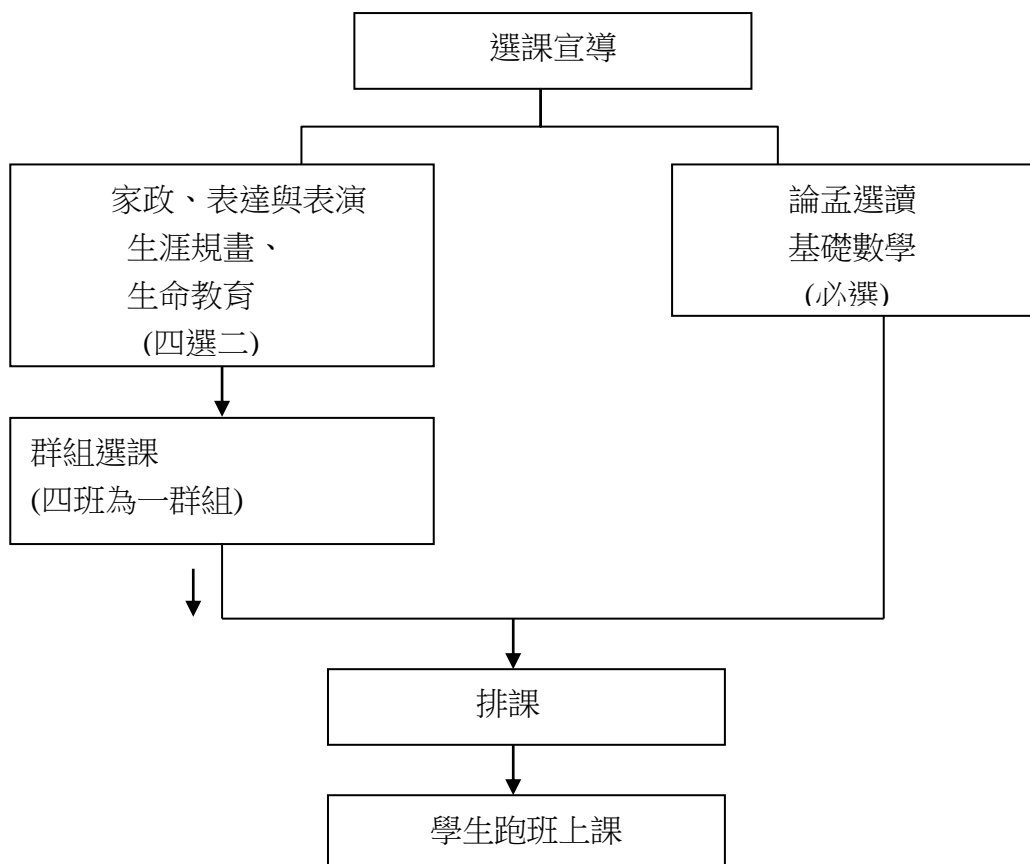 選課宣導
家政、表達與表演
生涯規畫、
生命教育
(四選二)
論孟選讀
基礎數學
(必選)
群組選課
(四班為一群組)
排課
學生跑班上課